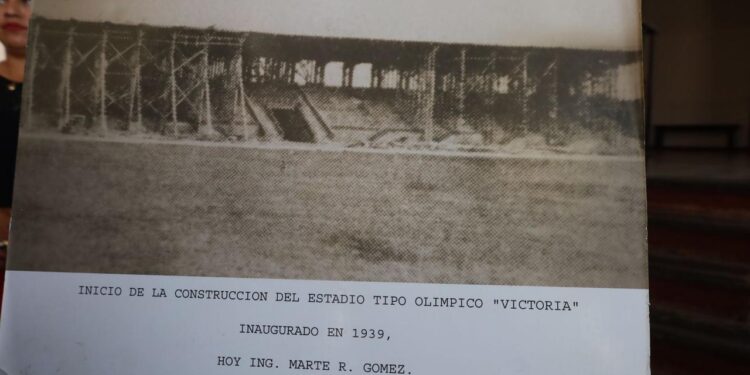 INICIO DE LA CONSTRUCCION DEL ESTADIO TIPO OLIMPICO "VICTORIA"
INAUGURADO EN 1939,
HOY ING. MARTE R. GOMEZ.